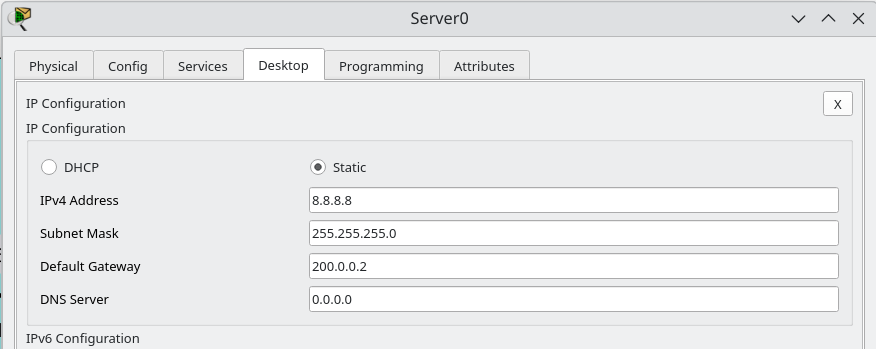 Server0
Physical Config Services Desktop Programming Attributes
IP Configuration X
IP Configuration
DHCP Static
IPv4 Address 8.8.8.8
Subnet Mask 255.255.255.0
Default Gateway 200.0.0.2
DNS Server 0.0.0.0
IPv6 Configuration